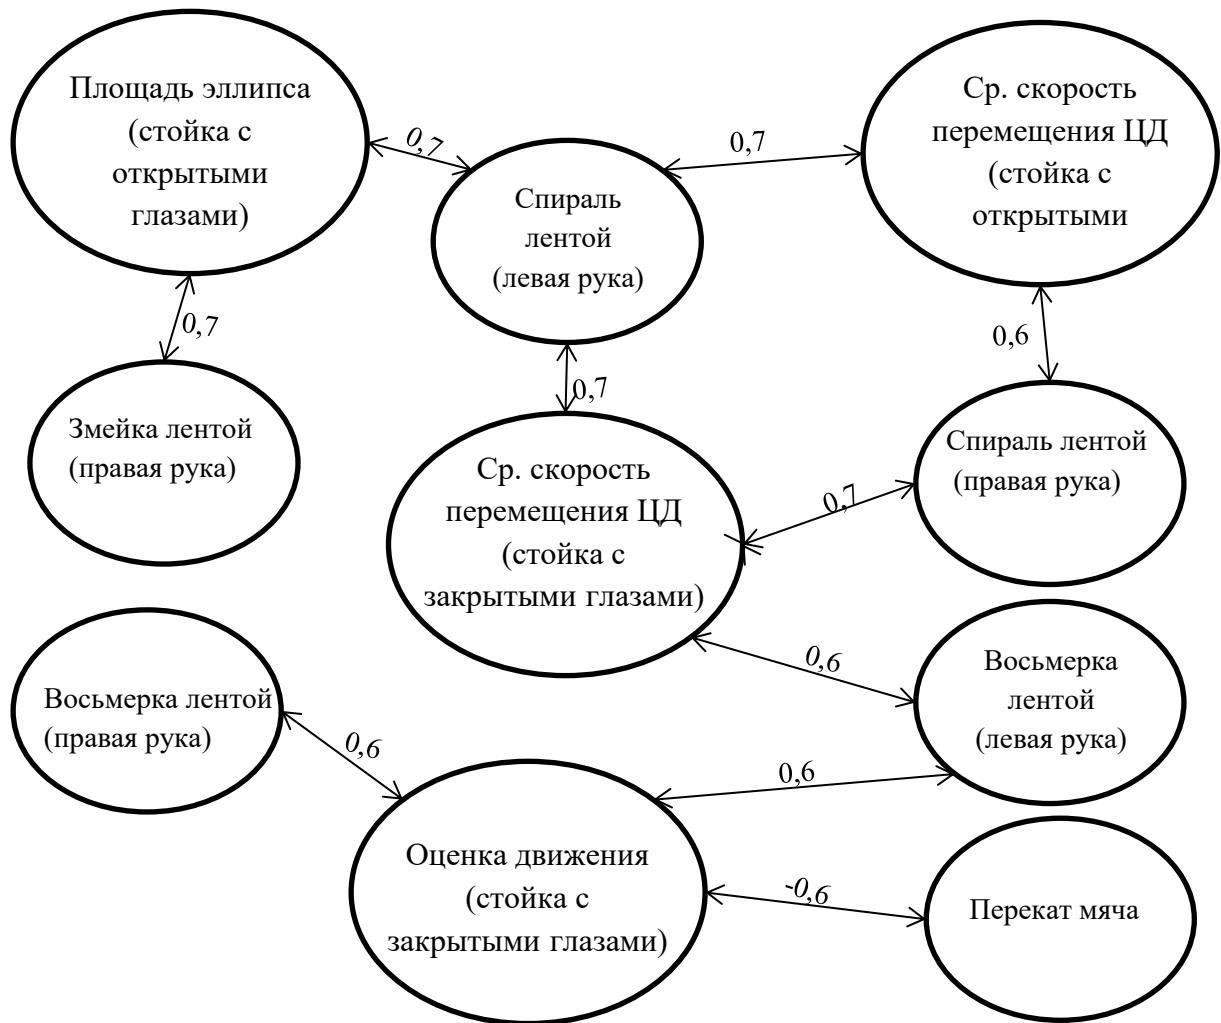 Площадь эллипса
(стойка с
открытыми
глазами)
0,7
Спираль
лентой
(левая рука)
0,7
Ср. скорость
перемещения ЦД
(стойка с
открытыми
0,7
0,7
0,6
Змейка лентой
(правая рука)
Ср. скорость
перемещения ЦД
(стойка с
закрытыми глазами)
0,7
Спираль лентой
(правая рука)
0,6
Восьмерка
лентой
(левая рука)
Восьмерка лентой
(правая рука)
0,6
0,6
Оценка движения
(стойка с
закрытыми глазами)
-0,6
Перекат мяча